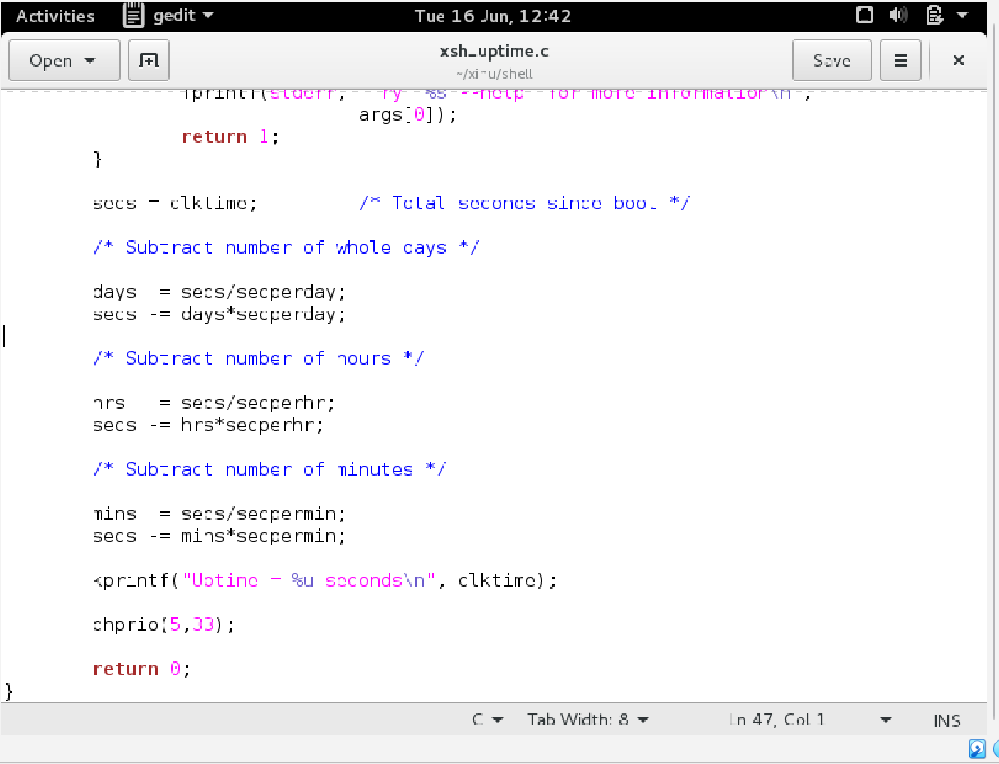 Activities gedit Tue 16 Jun, 12:42
Open xsh_uptime.c Save
~/xinu/shell
fprintf(stderr, "Try '%s --help' for more information\n",
args[0]);
return 1;
}
secs = clktime; /* Total seconds since boot */
/* Subtract number of whole days */
days = secs/secperday;
secs -= days*secperday;
/* Subtract number of hours */
hrs = secs/secperhr;
secs -= hrs*secperhr;
/* Subtract number of minutes */
mins = secs/secpermin;
secs -= mins*secpermin;
kprintf("Uptime = %u seconds\n", clktime);
chprio(5,33);
return 0;
}
C Tab Width: 8 Ln 47, Col 1 INS